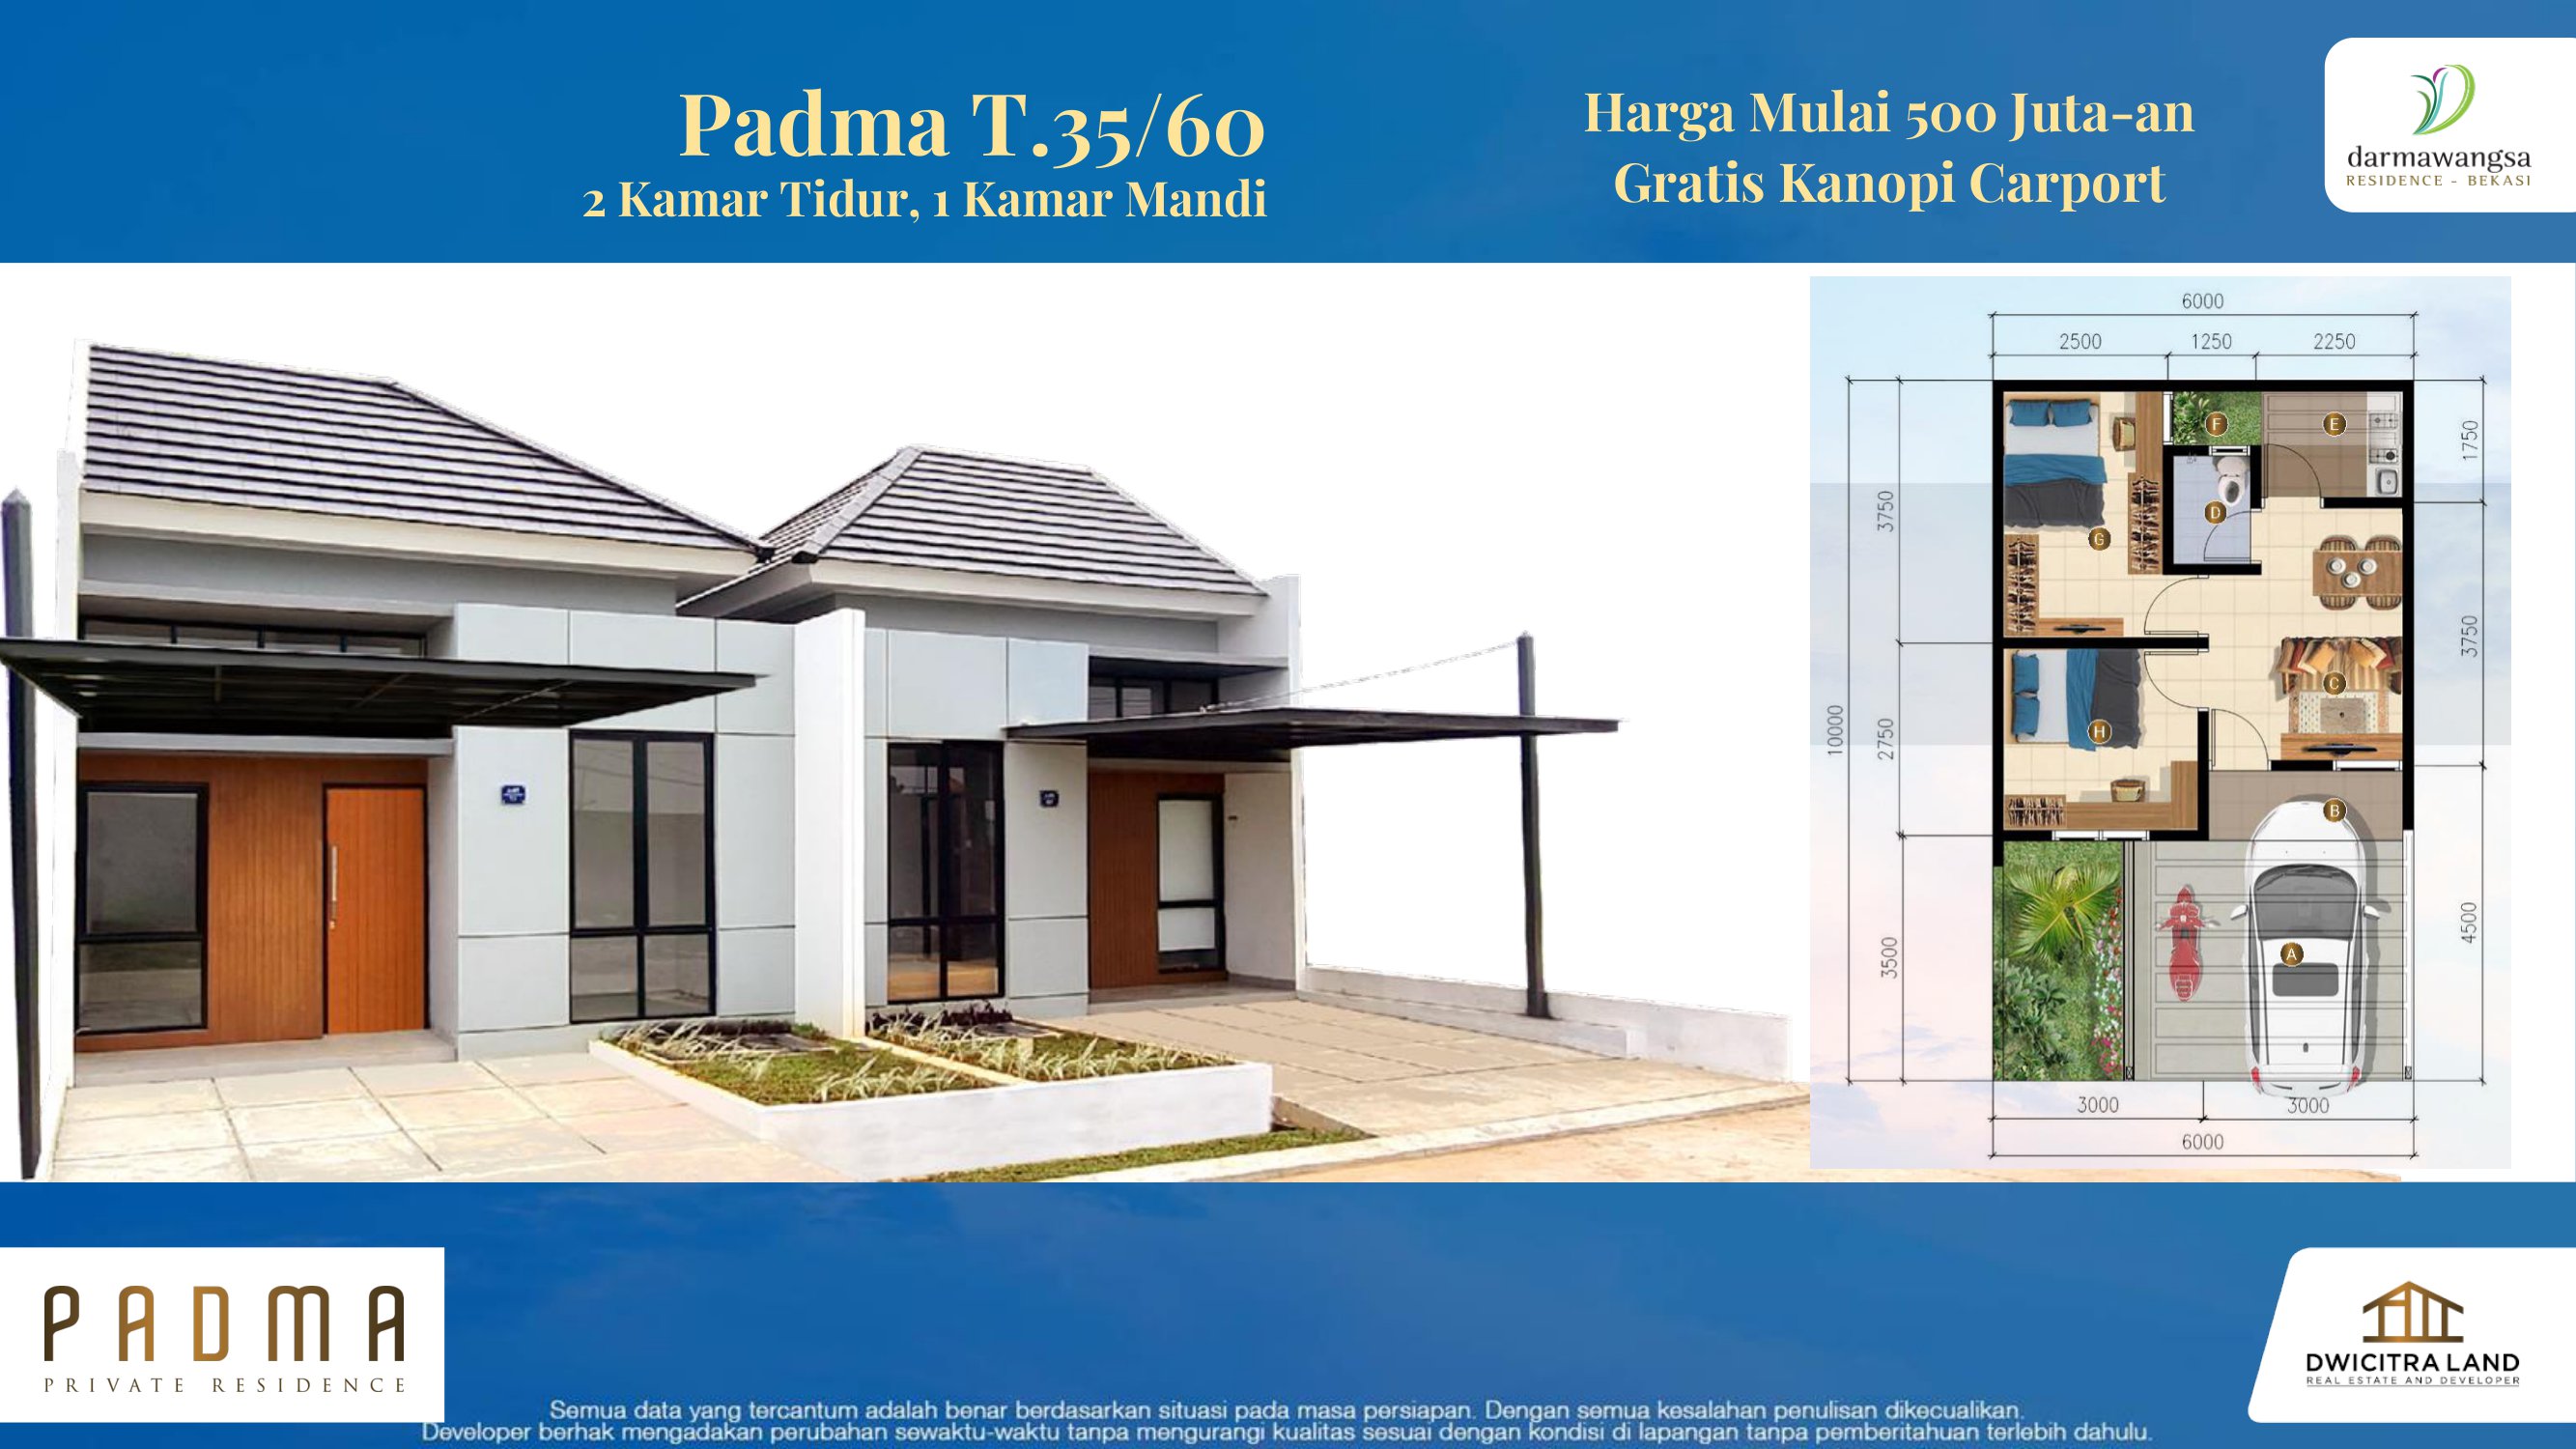 Padma T.35/60
2 Kamar Tidur, 1 Kamar Mandi
Harga Mulai 500 Juta-an
Gratis Kanopi Carport
darmawangsa
RESIDENCE - BEKASI
6000
2500 1250 2250
F
E
1750
3750
D
G
3750
C
H
10000
2750
B
A
4500
3500
3000 3000
6000
PADMA
PRIVATE RESIDENCE
DWICITRA LAND
REAL ESTATE AND DEVELOPER
Semua data yang tercantum adalah benar berdasarkan situasi pada masa persiapan. Dengan semua kesalahan penulisan dikecualikan.
Developer berhak mengadakan perubahan sewaktu-waktu tanpa mengurangi kualitas sesuai dengan kondisi di lapangan tanpa pemberitahuan terlebih dahulu.